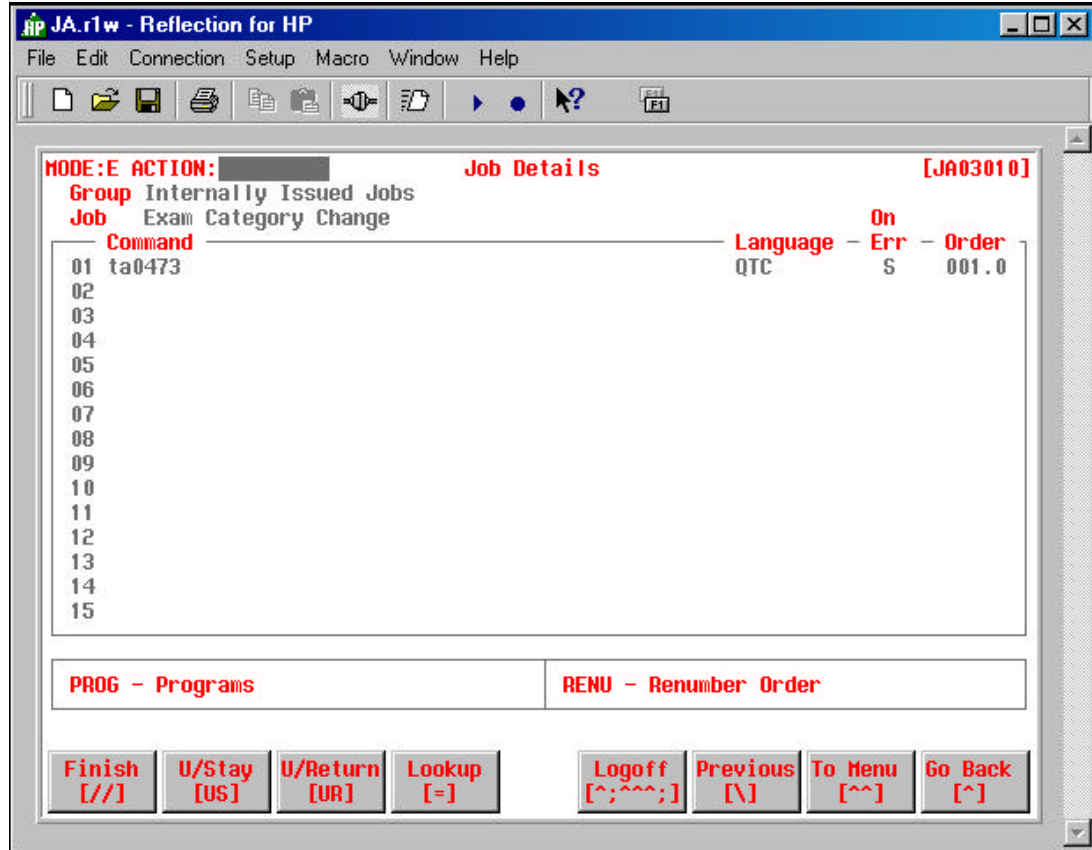 JA.r1w - Reflection for HP
File Edit Connection Setup Macro Window Help
MODE:E ACTION: Job Details [JA03010]
Group Internally Issued Jobs
Job Exam Category Change On
Command Language - Err - Order
01 ta0473 QTC S 001.0
02
03
04
05
06
07
08
09
10
11
12
13
14
15
PROG - Programs RENU - Renumber Order
Finish U/Stay U/Return Lookup Logoff Previous To Menu Go Back
[//] [US] [UR] [=] [^;^^^;] [\] [^^] [^]